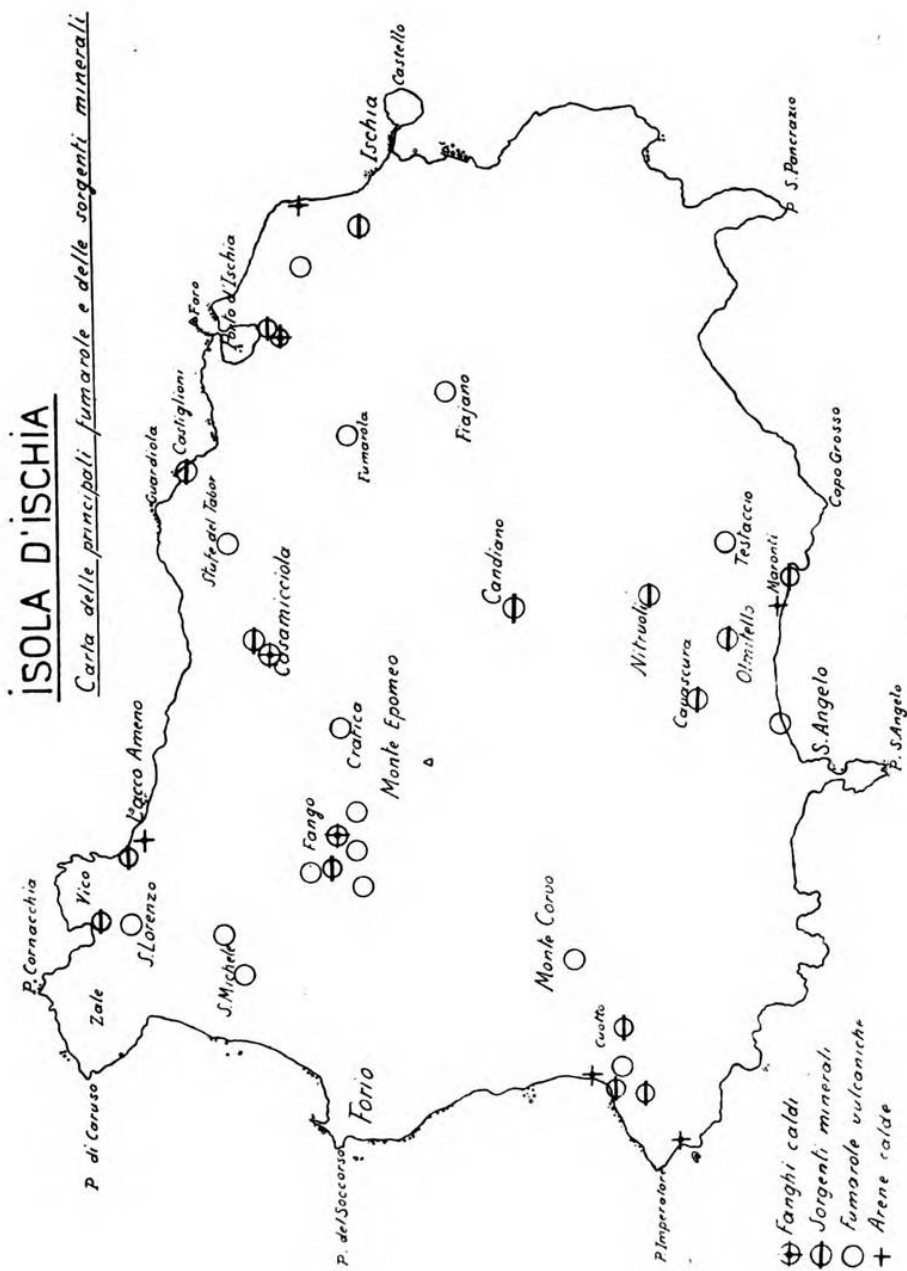 ISOLA D'ISCHIA
Carta delle principali fumarole e delle sorgenti minerali
P. Cornacchia
P di Caruso
Zale
Vico
Lacco Ameno
S. Lorenzo
Guardiola
Castiglioni
Faro
Porto d'Ischia
Ischia
Castello
Stufe del Tabor
Casamicciola
S. Michele
Fango
Crafica
Monte Epomeo
Fumarola
Fiajano
P. del Soccorso
Forio
Candiano
Monte Corvo
Cuotto
Nitruoli
Cavascura
Olmitello
Testaccio
Maronti
Capo Grosso
P. S. Pancrazio
S. Angelo
P. S. Angelo
P. Imperatore
Fanghi caldi
Sorgenti minerali
Fumarole vulcaniche
Arene calde